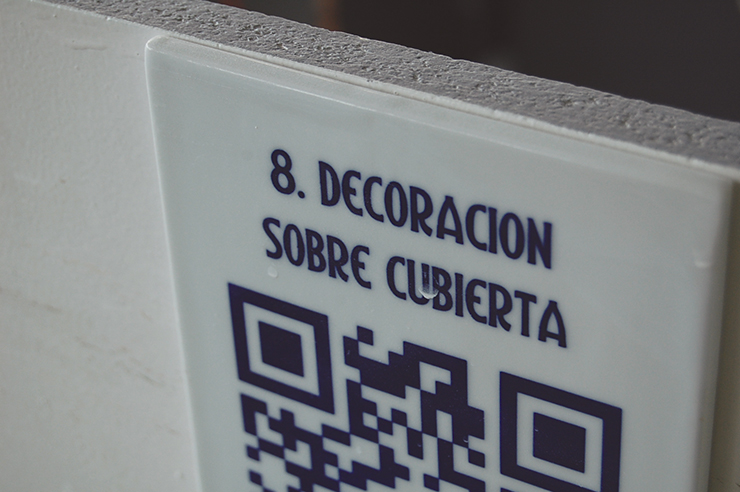 8. DECORACION
SOBRE CUBIERTA